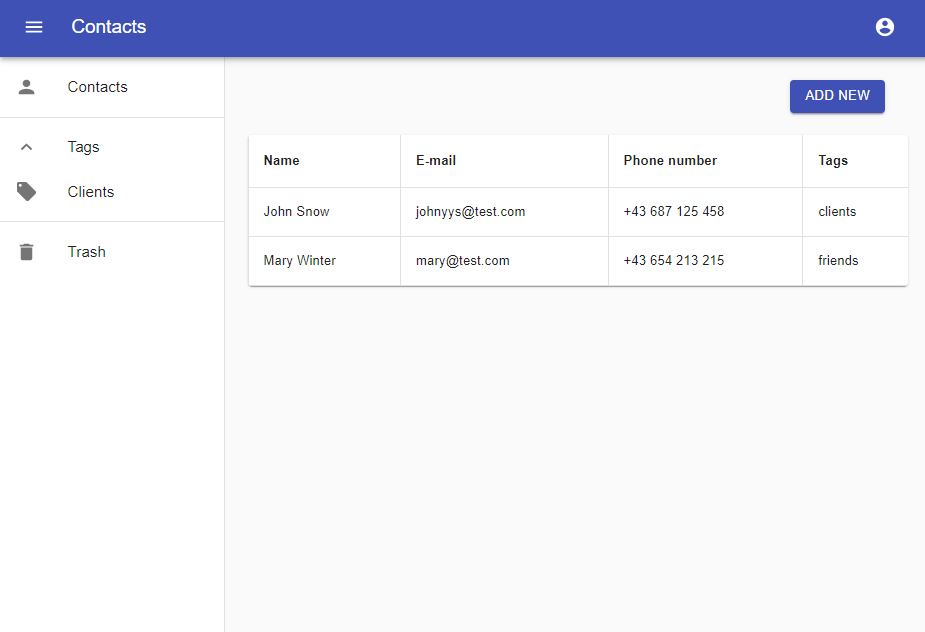 Contacts
Contacts
Tags
Clients
Trash
ADD NEW
Name E-mail Phone number Tags
John Snow johnyys@test.com +43 687 125 458 clients
Mary Winter mary@test.com +43 654 213 215 friends